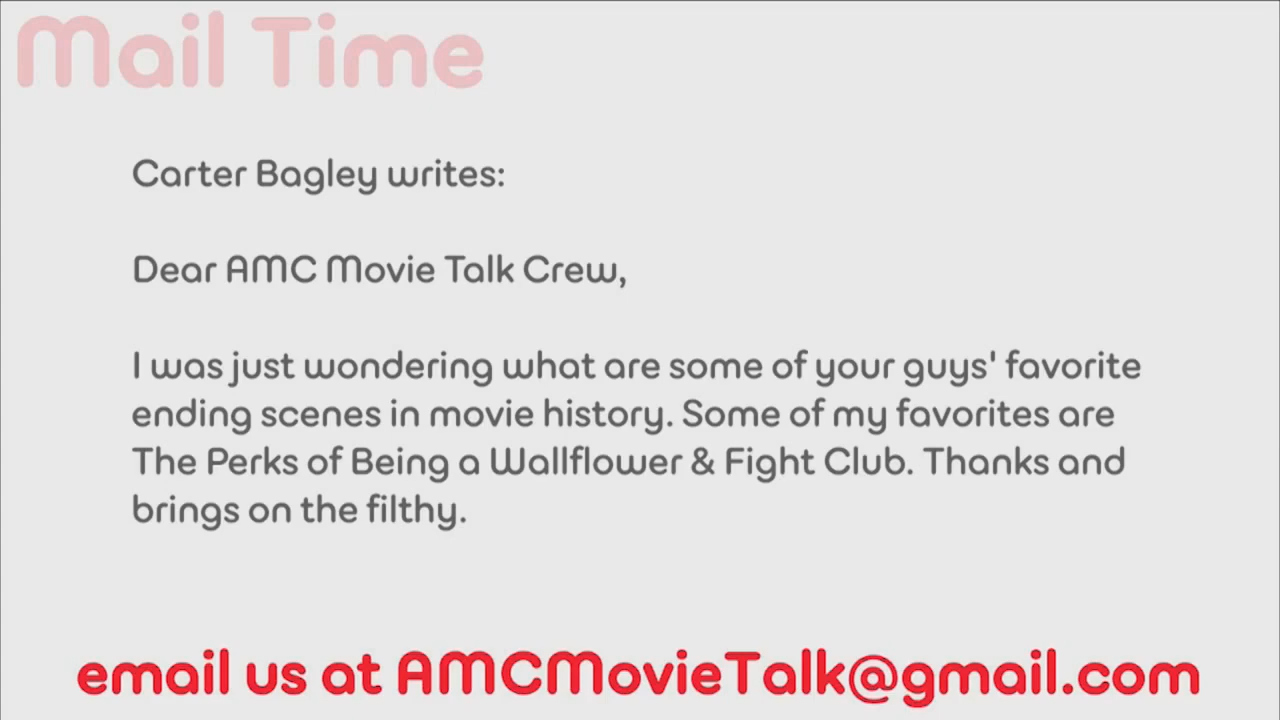 Mail Time
Carter Bagley writes:
Dear AMC Movie Talk Crew,
I was just wondering what are some of your guys' favorite
ending scenes in movie history. Some of my favorites are
The Perks of Being a Wallflower & Fight Club. Thanks and
brings on the filthy.
email us at AMCMovieTalk@gmail.com